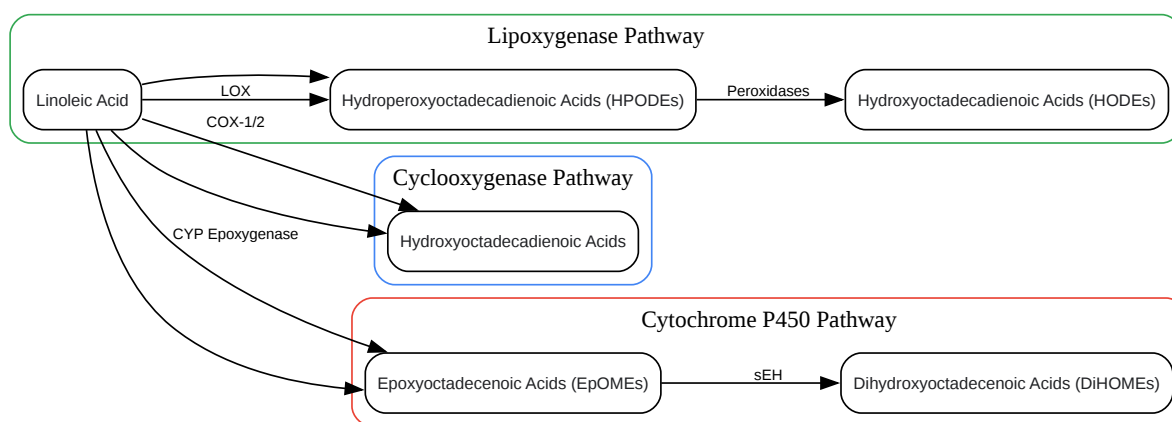 Lipoxygenase Pathway
Linoleic Acid
LOX
Hydroperoxyoctadecadienoic Acids (HPODEs)
Peroxidases
Hydroxyoctadecadienoic Acids (HODEs)
COX-1/2
Cyclooxygenase Pathway
Hydroxyoctadecadienoic Acids
CYP Epoxygenase
Cytochrome P450 Pathway
Epoxyoctadecenoic Acids (EpOMEs)
sEH
Dihydroxyoctadecenoic Acids (DiHOMEs)